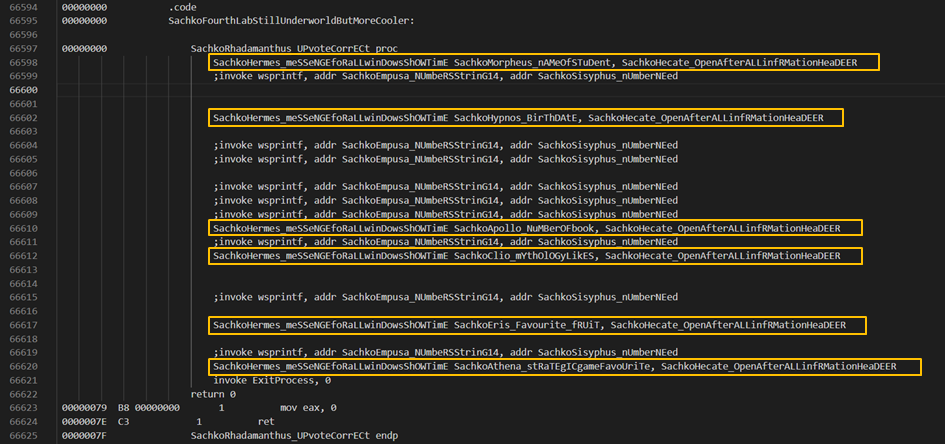 66594 00000000 .code
66595 00000000 SachkoFourthLabStillUnderworldButMoreCooler:
66596
66597 00000000 SachkoRhadamanthus_UPvoteCorrECt proc
66598 SachkoHermes_meSSeNGEfoRaLLwinDowsShOWTimE SachkoMorpheus_nAMeOfSTuDent, SachkoHecate_OpenAfterALLinfRMationHeaDEER
66599 ;invoke wsprintf, addr SachkoEmpusa_NUmbeRSStrinG14, addr SachkoSisyphus_nUmberNEed
66600
66601
66602 SachkoHermes_meSSeNGEfoRaLLwinDowsShOWTimE SachkoHypnos_BirThDAtE, SachkoHecate_OpenAfterALLinfRMationHeaDEER
66603
66604 ;invoke wsprintf, addr SachkoEmpusa_NUmbeRSStrinG14, addr SachkoSisyphus_nUmberNEed
66605 ;invoke wsprintf, addr SachkoEmpusa_NUmbeRSStrinG14, addr SachkoSisyphus_nUmberNEed
66606
66607 ;invoke wsprintf, addr SachkoEmpusa_NUmbeRSStrinG14, addr SachkoSisyphus_nUmberNEed
66608 ;invoke wsprintf, addr SachkoEmpusa_NUmbeRSStrinG14, addr SachkoSisyphus_nUmberNEed
66609 ;invoke wsprintf, addr SachkoEmpusa_NUmbeRSStrinG14, addr SachkoSisyphus_nUmberNEed
66610 SachkoHermes_meSSeNGEfoRaLLwinDowsShOWTimE SachkoApollo_NuMBerOFbook, SachkoHecate_OpenAfterALLinfRMationHeaDEER
66611 ;invoke wsprintf, addr SachkoEmpusa_NUmbeRSStrinG14, addr SachkoSisyphus_nUmberNEed
66612 SachkoHermes_meSSeNGEfoRaLLwinDowsShOWTimE SachkoClio_mYthOlOGyLikES, SachkoHecate_OpenAfterALLinfRMationHeaDEER
66613
66614
66615 ;invoke wsprintf, addr SachkoEmpusa_NUmbeRSStrinG14, addr SachkoSisyphus_nUmberNEed
66616
66617 SachkoHermes_meSSeNGEfoRaLLwinDowsShOWTimE SachkoEris_Favourite_fRUiT, SachkoHecate_OpenAfterALLinfRMationHeaDEER
66618
66619 ;invoke wsprintf, addr SachkoEmpusa_NUmbeRSStrinG14, addr SachkoSisyphus_nUmberNEed
66620 SachkoHermes_meSSeNGEfoRaLLwinDowsShOWTimE SachkoAthena_stRaTEgICgameFavoUriTe, SachkoHecate_OpenAfterALLinfRMationHeaDEER
66621 invoke ExitProcess, 0
66622 return 0
66623 00000079 B8 00000000 1 mov eax, 0
66624 0000007E C3 1 ret
66625 0000007F SachkoRhadamanthus_UPvoteCorrECt endp